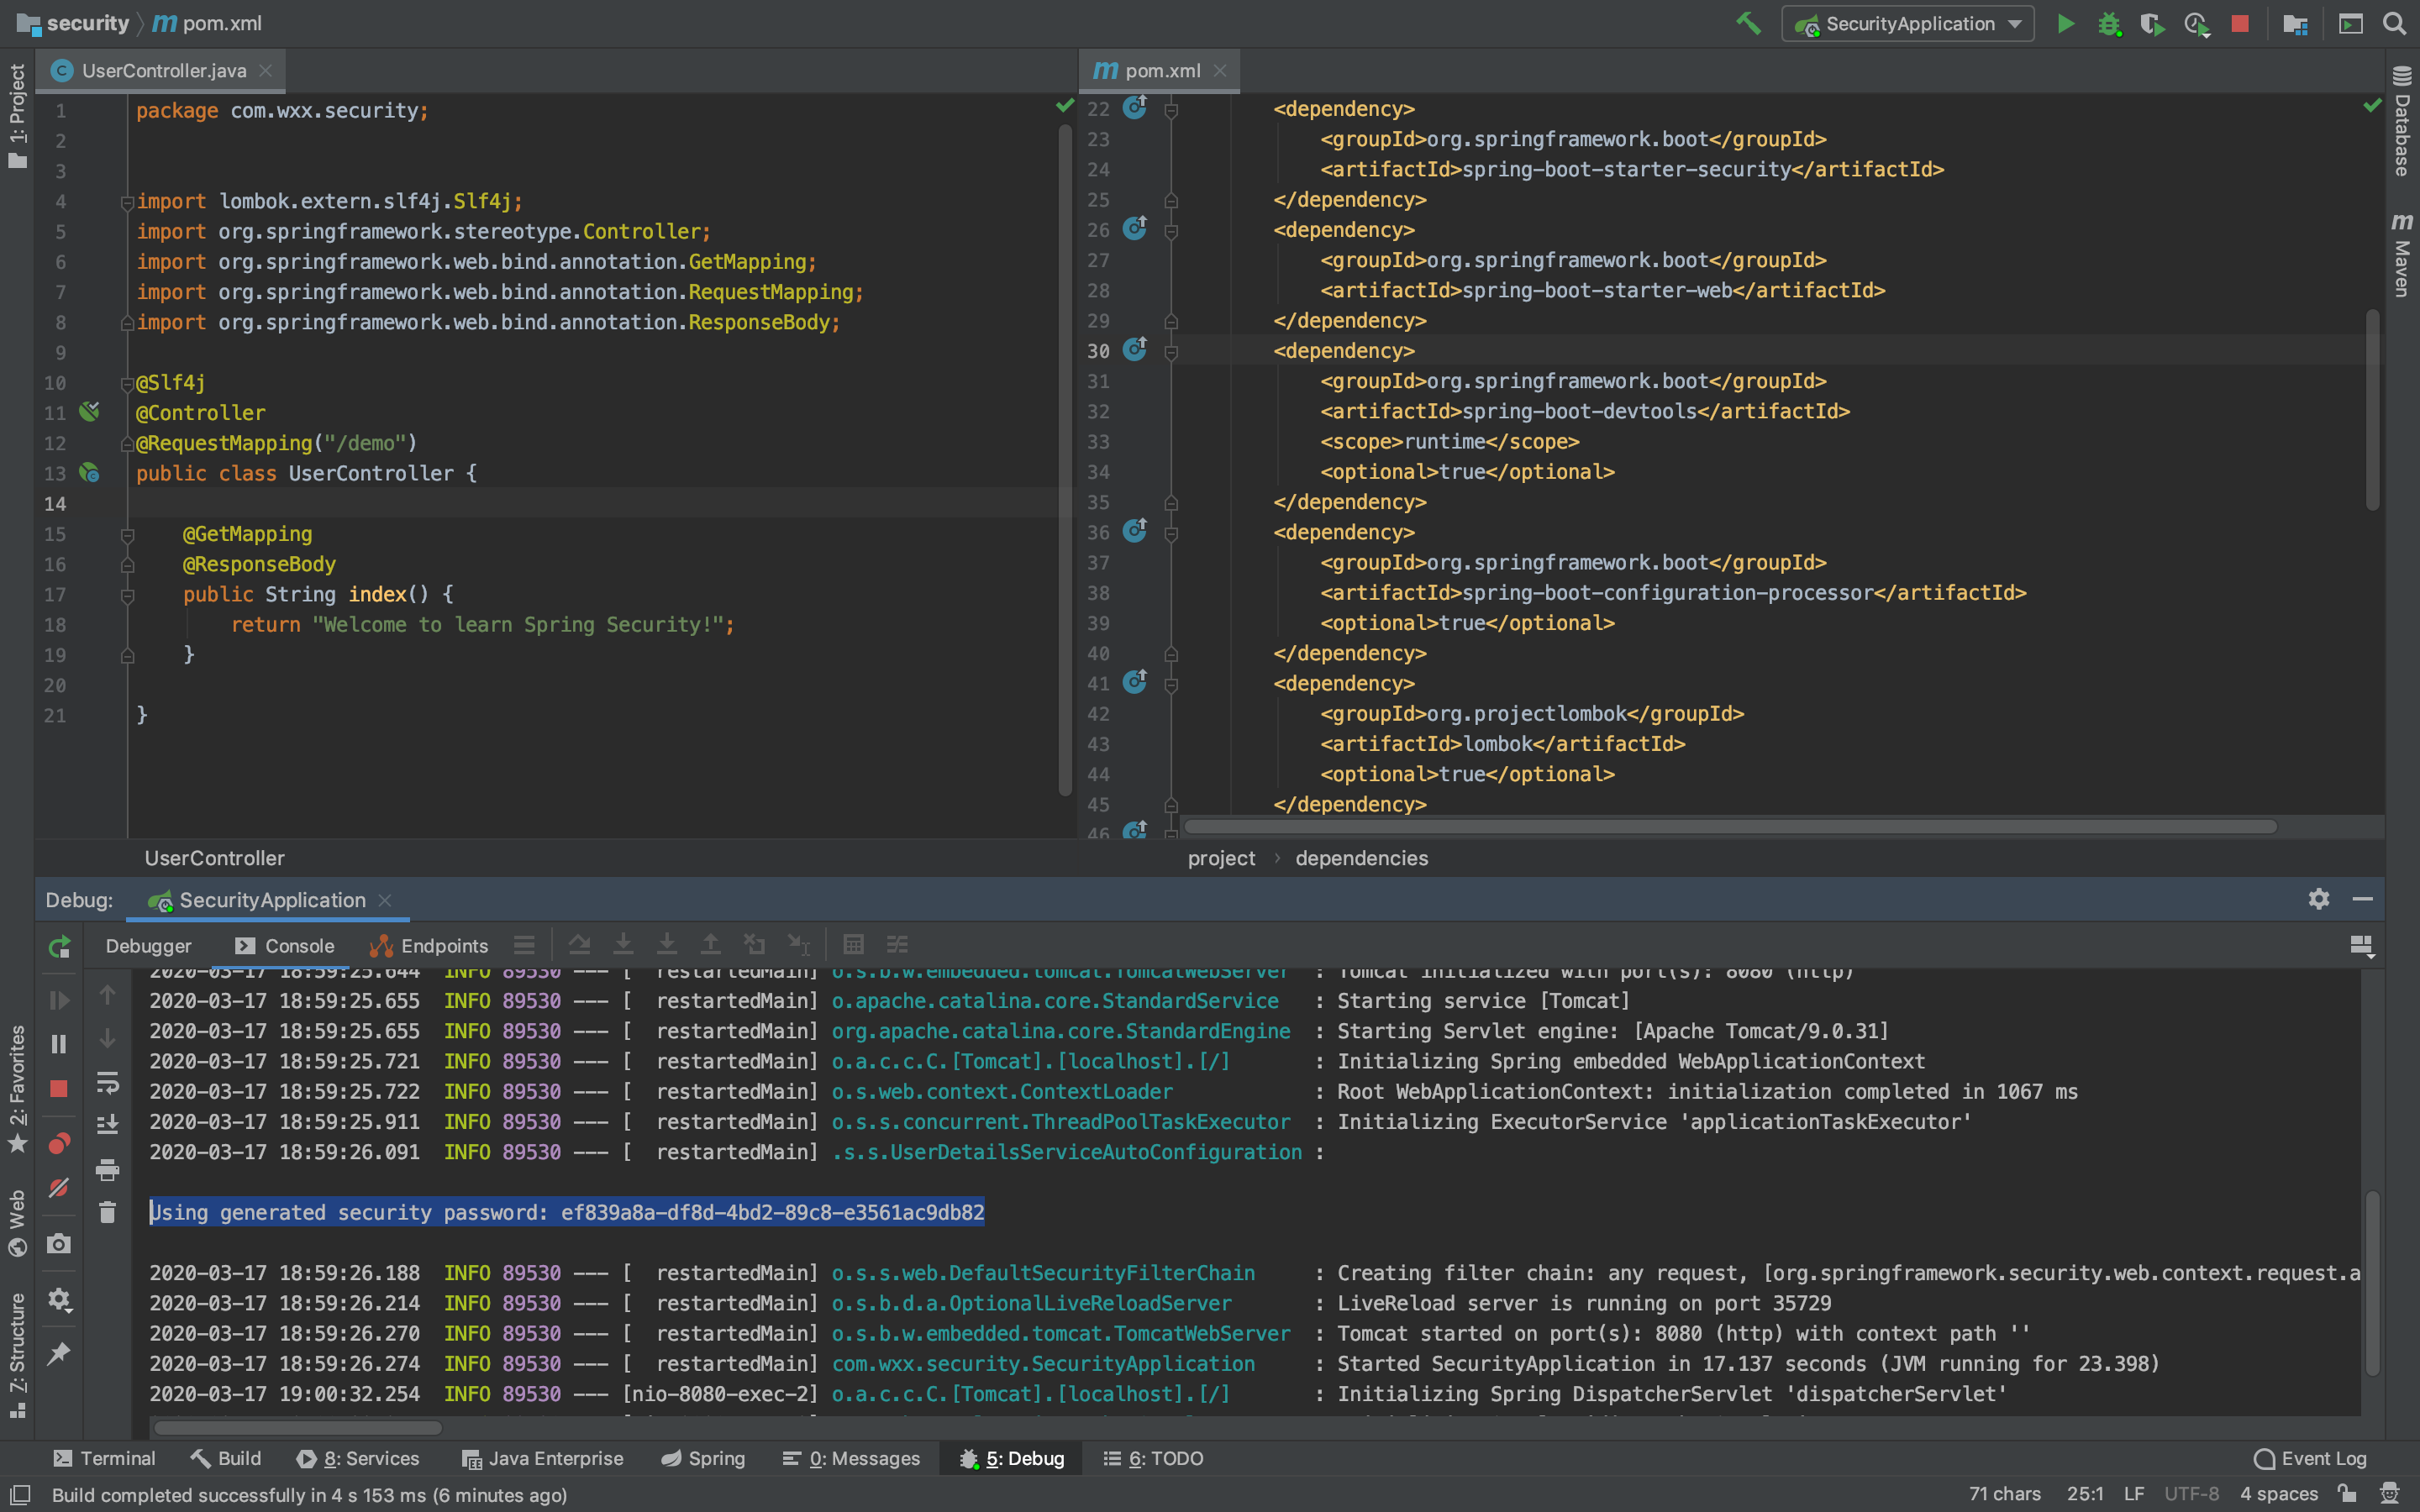 security 〉 m pom.xml
SecurityApplication
1: Project
UserController.java
1 package com.wxx.security;
2
3
4 import lombok.extern.slf4j.Slf4j;
5 import org.springframework.stereotype.Controller;
6 import org.springframework.web.bind.annotation.GetMapping;
7 import org.springframework.web.bind.annotation.RequestMapping;
8 import org.springframework.web.bind.annotation.ResponseBody;
9
10 @Slf4j
11 @Controller
12 @RequestMapping("/demo")
13 public class UserController {
14
15 @GetMapping
16 @ResponseBody
17 public String index() {
18 return "Welcome to learn Spring Security!";
19 }
20
21 }
UserController
m pom.xml
22 <dependency>
23 <groupId>org.springframework.boot</groupId>
24 <artifactId>spring-boot-starter-security</artifactId>
25 </dependency>
26 <dependency>
27 <groupId>org.springframework.boot</groupId>
28 <artifactId>spring-boot-starter-web</artifactId>
29 </dependency>
30 <dependency>
31 <groupId>org.springframework.boot</groupId>
32 <artifactId>spring-boot-devtools</artifactId>
33 <scope>runtime</scope>
34 <optional>true</optional>
35 </dependency>
36 <dependency>
37 <groupId>org.springframework.boot</groupId>
38 <artifactId>spring-boot-configuration-processor</artifactId>
39 <optional>true</optional>
40 </dependency>
41 <dependency>
42 <groupId>org.projectlombok</groupId>
43 <artifactId>lombok</artifactId>
44 <optional>true</optional>
45 </dependency>
46
project › dependencies
Database
m Maven
Debug: SecurityApplication
Debugger Console Endpoints
2020-03-17 18:59:25.644 INFO 89530 --- [ restartedMain] o.s.b.w.embedded.tomcat.TomcatWebServer : Tomcat initialized with port(s): 8080 (http)
2020-03-17 18:59:25.655 INFO 89530 --- [ restartedMain] o.apache.catalina.core.StandardService : Starting service [Tomcat]
2020-03-17 18:59:25.655 INFO 89530 --- [ restartedMain] org.apache.catalina.core.StandardEngine : Starting Servlet engine: [Apache Tomcat/9.0.31]
2020-03-17 18:59:25.721 INFO 89530 --- [ restartedMain] o.a.c.c.C.[Tomcat].[localhost].[/] : Initializing Spring embedded WebApplicationContext
2020-03-17 18:59:25.722 INFO 89530 --- [ restartedMain] o.s.web.context.ContextLoader : Root WebApplicationContext: initialization completed in 1067 ms
2020-03-17 18:59:25.911 INFO 89530 --- [ restartedMain] o.s.s.concurrent.ThreadPoolTaskExecutor : Initializing ExecutorService 'applicationTaskExecutor'
2020-03-17 18:59:26.091 INFO 89530 --- [ restartedMain] .s.s.UserDetailsServiceAutoConfiguration :
Using generated security password: ef839a8a-df8d-4bd2-89c8-e3561ac9db82
2020-03-17 18:59:26.188 INFO 89530 --- [ restartedMain] o.s.s.web.DefaultSecurityFilterChain : Creating filter chain: any request, [org.springframework.security.web.context.request.a
2020-03-17 18:59:26.214 INFO 89530 --- [ restartedMain] o.s.b.d.a.OptionalLiveReloadServer : LiveReload server is running on port 35729
2020-03-17 18:59:26.270 INFO 89530 --- [ restartedMain] o.s.b.w.embedded.tomcat.TomcatWebServer : Tomcat started on port(s): 8080 (http) with context path ''
2020-03-17 18:59:26.274 INFO 89530 --- [ restartedMain] com.wxx.security.SecurityApplication : Started SecurityApplication in 17.137 seconds (JVM running for 23.398)
2020-03-17 19:00:32.254 INFO 89530 --- [nio-8080-exec-2] o.a.c.c.C.[Tomcat].[localhost].[/] : Initializing Spring DispatcherServlet 'dispatcherServlet'
2: Favorites
Web
Z: Structure
Terminal Build 8: Services Java Enterprise Spring 0: Messages 5: Debug 6: TODO Event Log
Build completed successfully in 4 s 153 ms (6 minutes ago) 71 chars 25:1 LF UTF-8 4 spaces